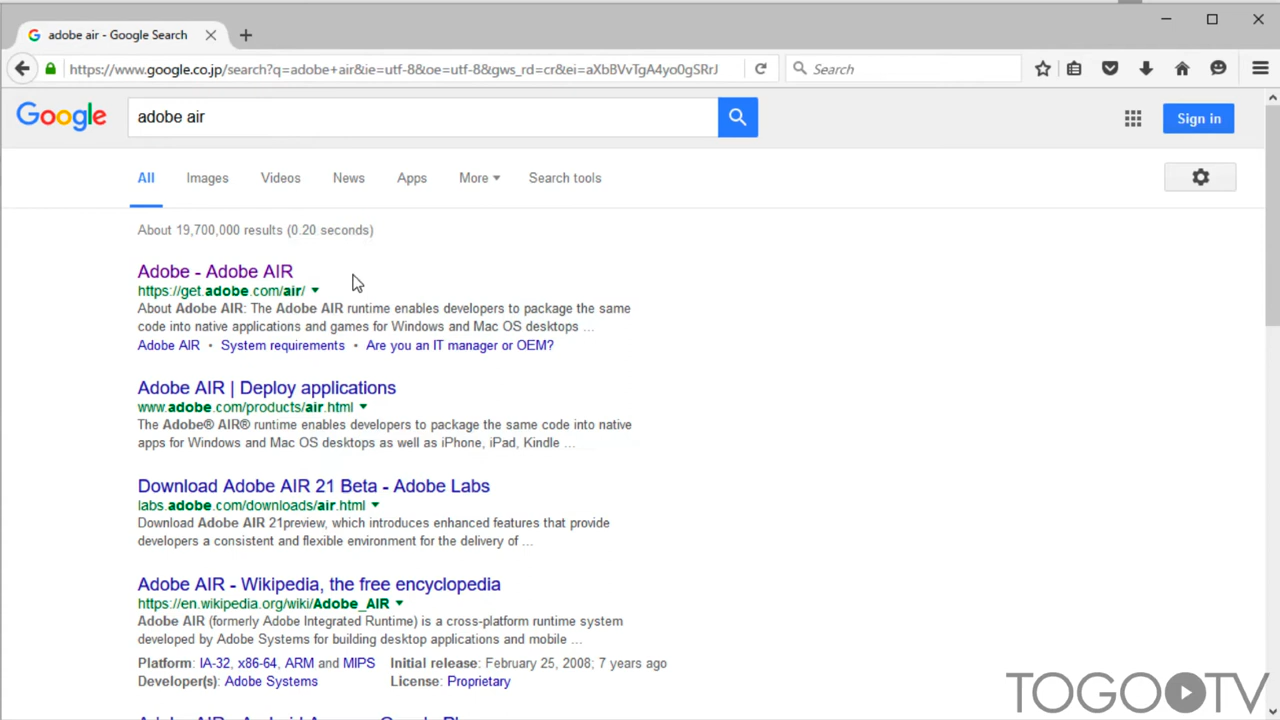 adobe air - Google Search
https://www.google.co.jp/search?q=adobe+air&ie=utf-8&oe=utf-8&gws_rd=cr&ei=aXbBVvTgA4yo0gSRrJ
Search
Google
adobe air
Sign in
All Images Videos News Apps More Search tools
About 19,700,000 results (0.20 seconds)
Adobe - Adobe AIR
https://get.adobe.com/air/
About Adobe AIR: The Adobe AIR runtime enables developers to package the same
code into native applications and games for Windows and Mac OS desktops ...
Adobe AIR • System requirements • Are you an IT manager or OEM?
Adobe AIR | Deploy applications
www.adobe.com/products/air.html
The Adobe® AIR® runtime enables developers to package the same code into native
apps for Windows and Mac OS desktops as well as iPhone, iPad, Kindle ...
Download Adobe AIR 21 Beta - Adobe Labs
labs.adobe.com/downloads/air.html
Download Adobe AIR 21preview, which introduces enhanced features that provide
developers a consistent and flexible environment for the delivery of ...
Adobe AIR - Wikipedia, the free encyclopedia
https://en.wikipedia.org/wiki/Adobe_AIR
Adobe AIR (formerly Adobe Integrated Runtime) is a cross-platform runtime system
developed by Adobe Systems for building desktop applications and mobile ...
Platform: IA-32, x86-64, ARM and MIPS Initial release: February 25, 2008; 7 years ago
Developer(s): Adobe Systems License: Proprietary
TOGO TV